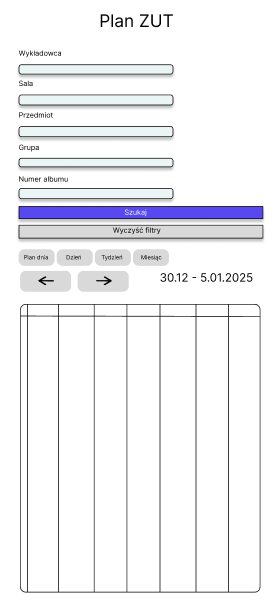 Plan ZUT
Wykładowca
Sala
Przedmiot
Grupa
Numer albumu
Szukaj
Wyczyść filtry
Plan dnia Dzień Tydzień Miesiąc
30.12 - 5.01.2025